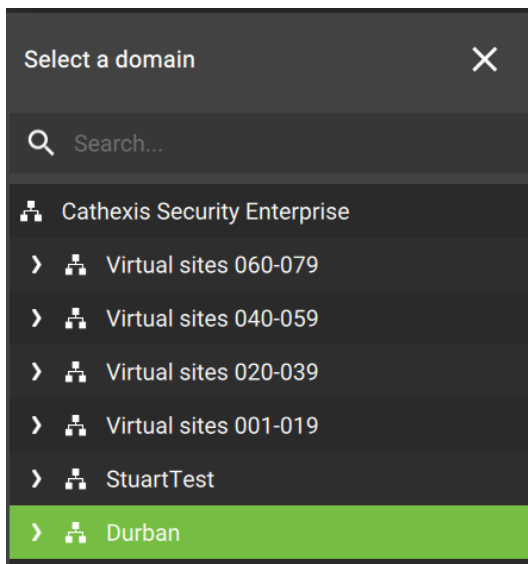 Select a domain
Search...
Cathexis Security Enterprise
Virtual sites 060-079
Virtual sites 040-059
Virtual sites 020-039
Virtual sites 001-019
StuartTest
Durban